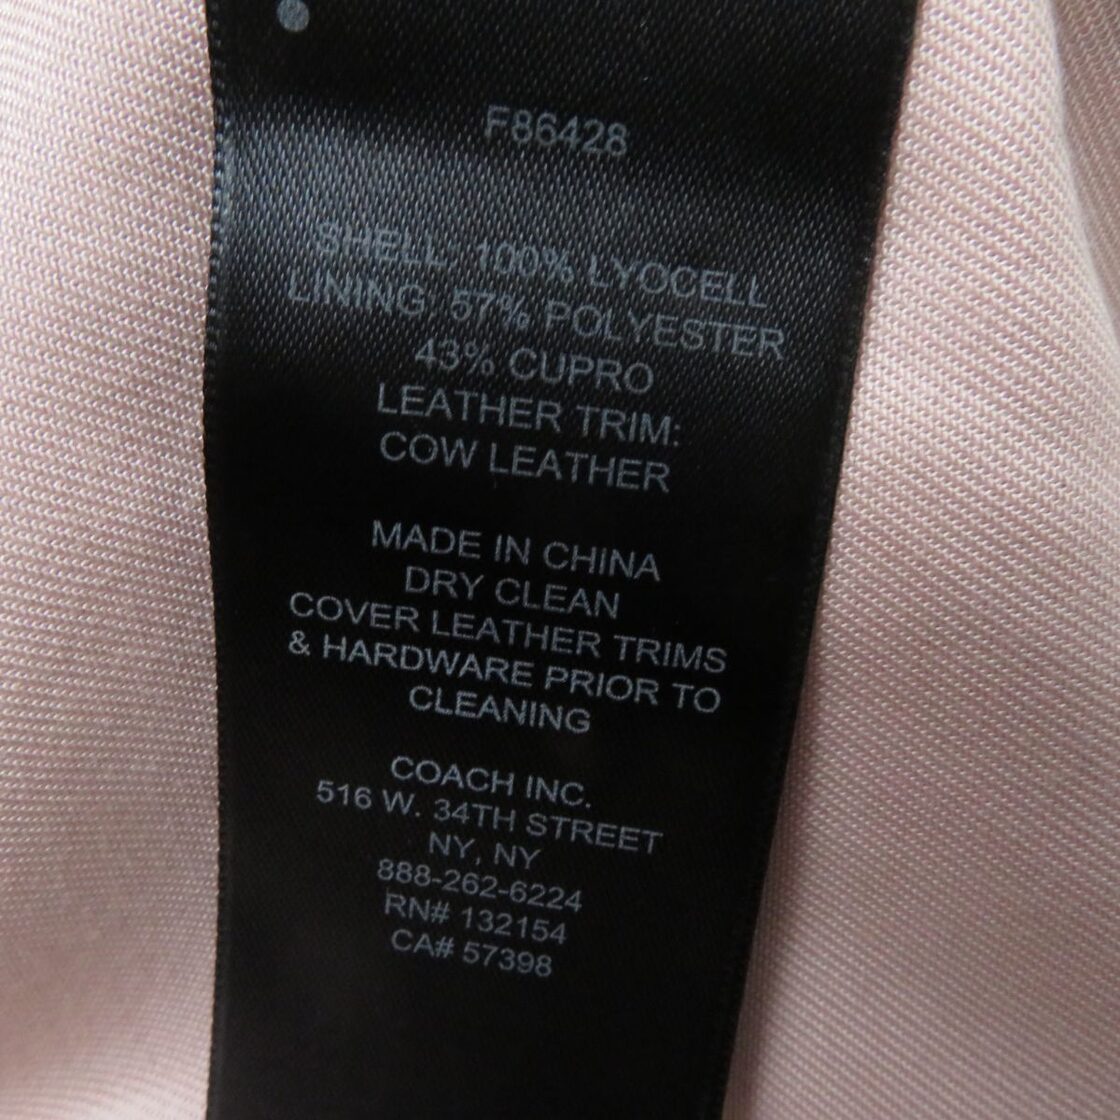 F86428
SHELL: 100% LYOCELL
LINING: 57% POLYESTER
43% CUPRO
LEATHER TRIM:
COW LEATHER
MADE IN CHINA
DRY CLEAN
COVER LEATHER TRIMS
& HARDWARE PRIOR TO
CLEANING
COACH INC.
516 W. 34TH STREET
NY, NY
888-262-6224
RN# 132154
CA# 57398